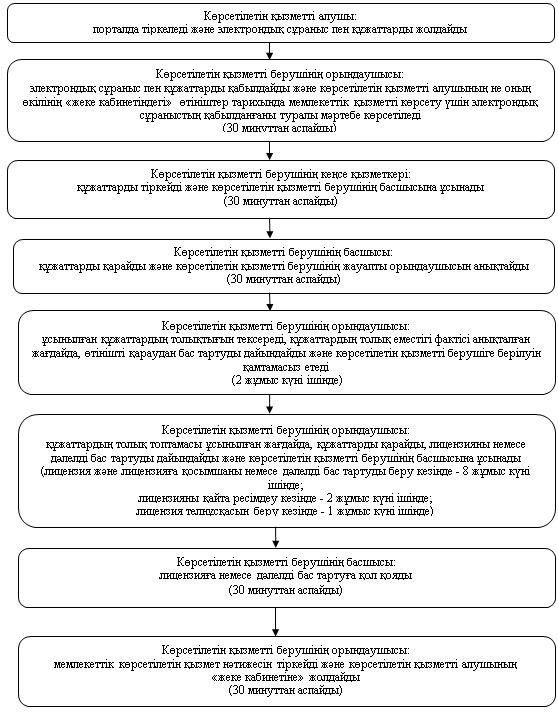 Көрсетілетін қызметті алушы:
порталда тіркеледі және электрондық сұраныс пен құжаттарды жолдайды
Көрсетілетін қызметті берушінің орындаушысы:
электрондық сұраныс пен құжаттарды қабылдайды және көрсетілетін қызметті алушының не оның
өкілінің «жеке кабинетіндегі» өтініштер тарихында мемлекеттік қызметті көрсету үшін электрондық
сұраныстың қабылданғаны туралы мәртебе көрсетіледі
(30 минуттан аспайды)
Көрсетілетін қызметті берушінің кеңсе қызметкері:
құжаттарды тіркейді және көрсетілетін қызметті берушінің басшысына ұсынады
(30 минуттан аспайды)
Көрсетілетін қызметті берушінің басшысы:
құжаттарды қарайды және көрсетілетін қызметті берушінің жауапты орындаушысын анықтайды
(30 минуттан аспайды)
Көрсетілетін қызметті берушінің орындаушысы:
ұсынылған құжаттардың толықтығын тексереді, құжаттардың толық еместігі фактісі анықталған
жағдайда, өтінішті қараудан бас тартуды дайындайды және көрсетілетін қызметті берушіге берілуін
қамтамасыз етеді
(2 жұмыс күні ішінде)
Көрсетілетін қызметті берушінің орындаушысы:
құжаттардың толық топтамасы ұсынылған жағдайда, құжаттарды қарайды, лицензияны немесе
дәлелді бас тартуды дайындайды және көрсетілетін қызметті берушінің басшысына ұсынады
(лицензия және лицензияға қосымшаны немесе дәлелді бас тартуды беру кезінде - 8 жұмыс күні
ішінде;
лицензияны қайта ресімдеу кезінде - 2 жұмыс күні ішінде;
лицензия телнұсқасын беру кезінде - 1 жұмыс күні ішінде)
Көрсетілетін қызметті берушінің басшысы:
лицензияға немесе дәлелді бас тартуға қол қояды
(30 минуттан аспайды)
Көрсетілетін қызметті берушінің орындаушысы:
мемлекеттік көрсетілетін қызмет нәтижесін тіркейді және көрсетілетін қызметті алушының
«жеке кабинетіне» жолдайды
(30 минуттан аспайды)